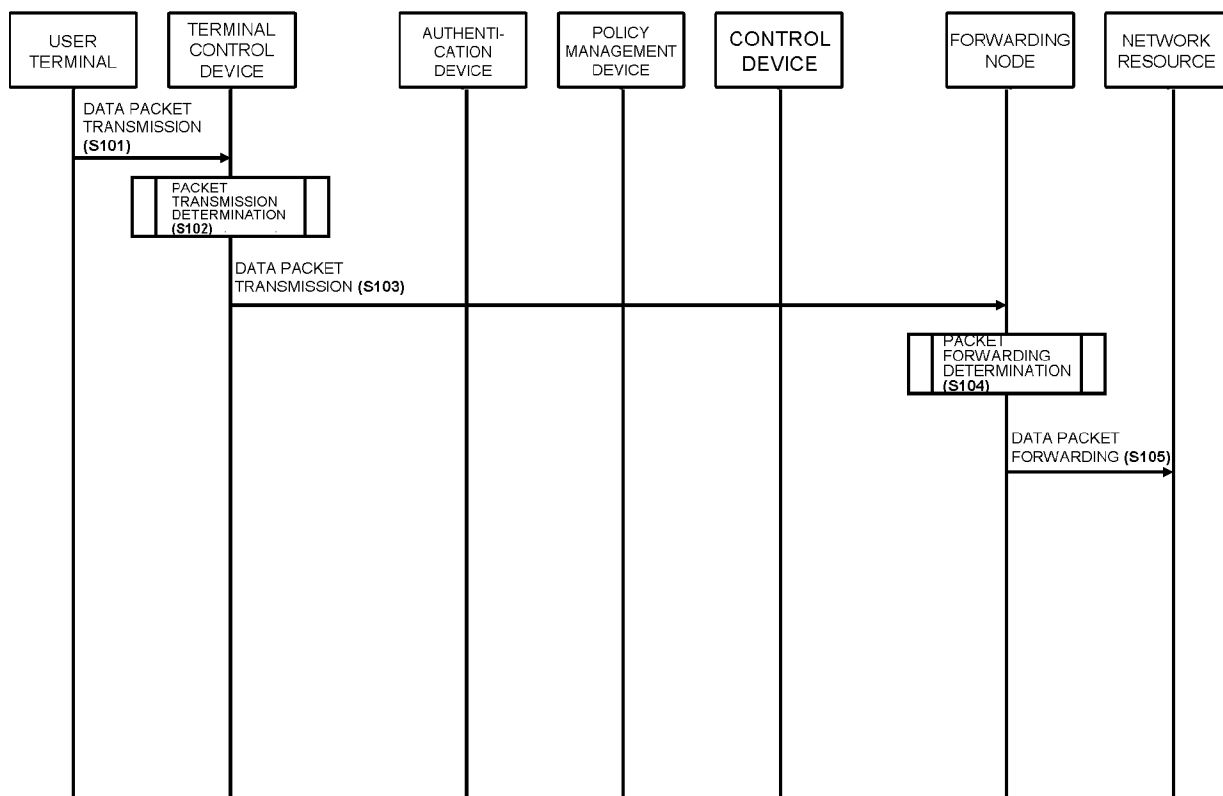 USER
TERMINAL
TERMINAL
CONTROL
DEVICE
AUTHENTI-
CATION
DEVICE
POLICY
MANAGEMENT
DEVICE
CONTROL
DEVICE
FORWARDING
NODE
NETWORK
RESOURCE
DATA PACKET
TRANSMISSION
(S101)
PACKET
TRANSMISSION
DETERMINATION
(S102)
DATA PACKET
TRANSMISSION (S103)
PACKET
FORWARDING
DETERMINATION
(S104)
DATA PACKET
FORWARDING (S105)